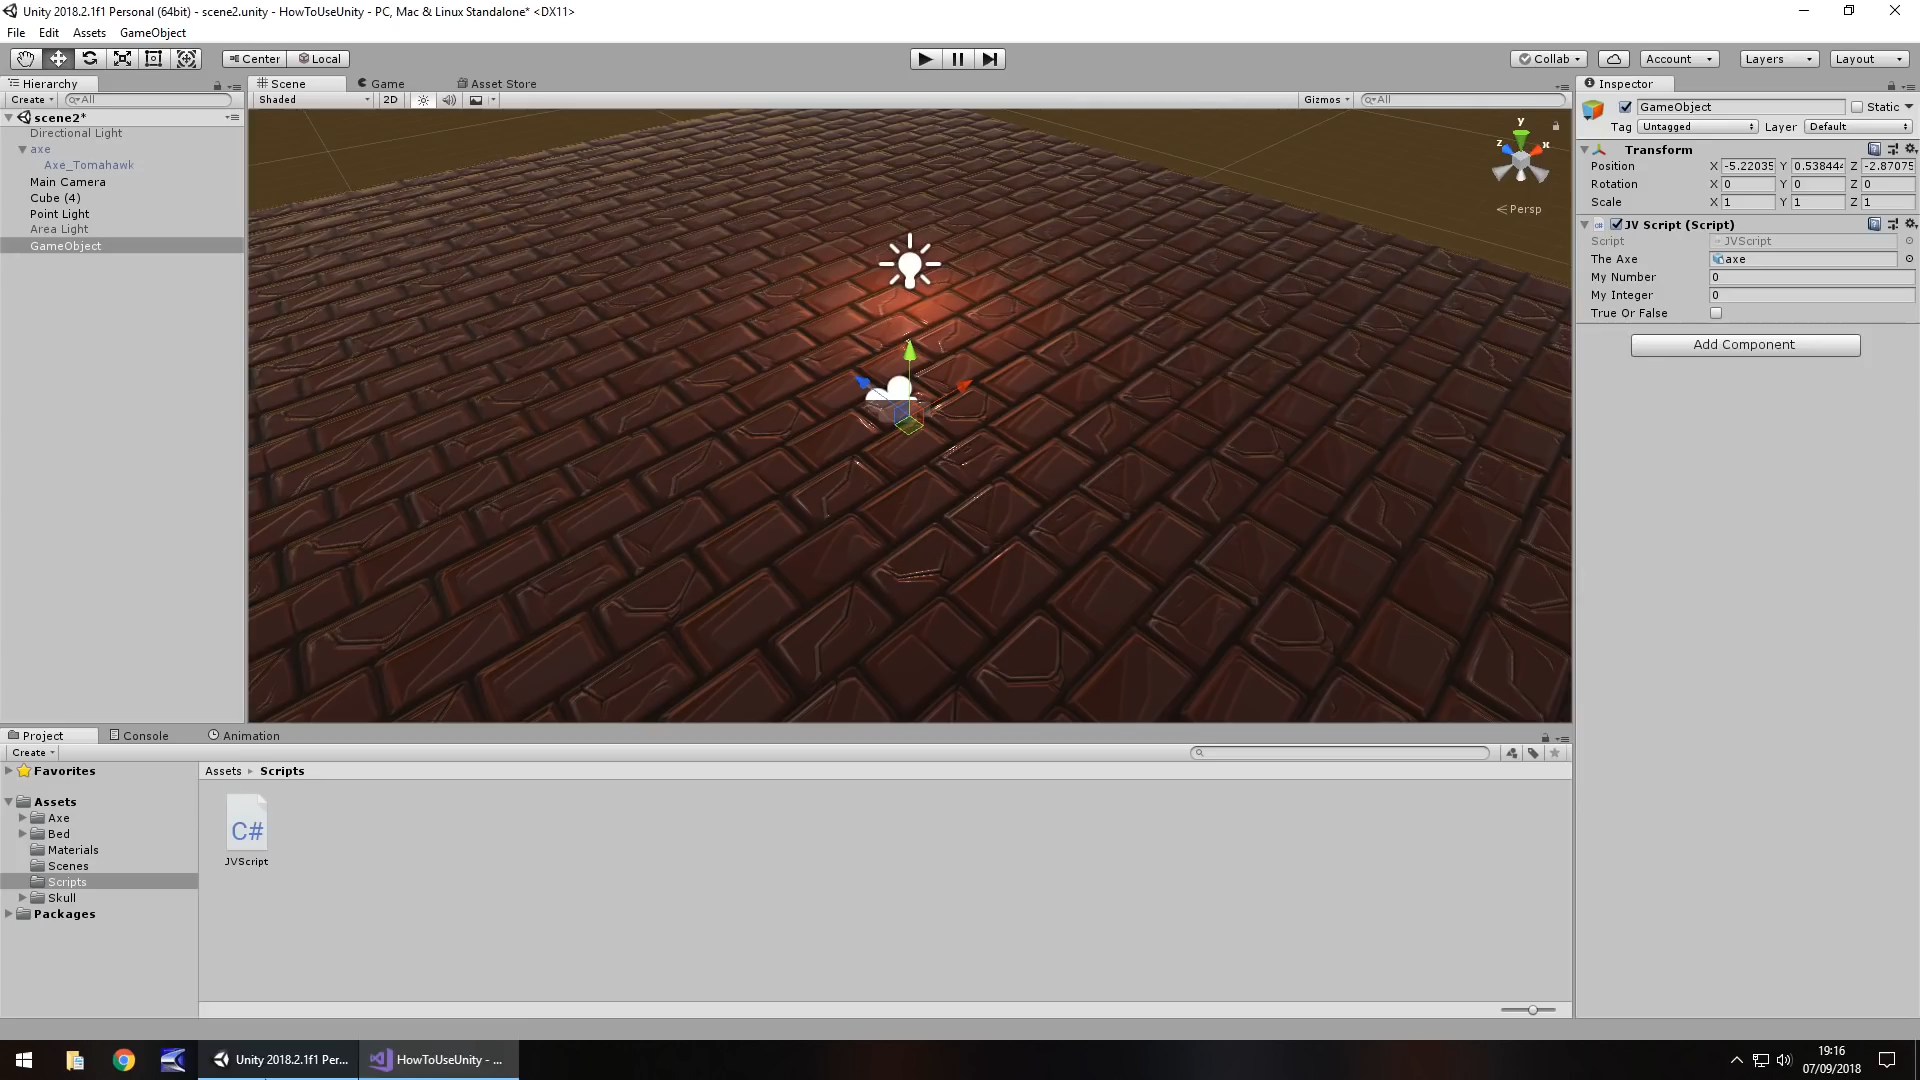 Unity 2018.2.1f1 Personal (64bit) - scene2.unity - HowToUseUnity - PC, Mac & Linux Standalone* <DX11>
File Edit Assets GameObject
Center Local
Collab Account Layers Layout
Hierarchy
Create All
scene2*
Directional Light
axe
Axe_Tomahawk
Main Camera
Cube (4)
Point Light
Area Light
GameObject
Scene Game Asset Store
Shaded 2D Gizmos All
y
z x
Persp
Inspector
GameObject Static
Tag Untagged Layer Default
Transform
Position X -5.22035 Y 0.538444 Z -2.87075
Rotation X 0 Y 0 Z 0
Scale X 1 Y 1 Z 1
JV Script (Script)
Script JVScript
The Axe axe
My Number 0
My Integer 0
True Or False
Add Component
Project Console Animation
Create
Favorites
Assets
Axe
Bed
Materials
Scenes
Scripts
Skull
Packages
Assets Scripts
C#
JVScript
Unity 2018.2.1f1 Per...
HowToUseUnity - ...
19:16
07/09/2018